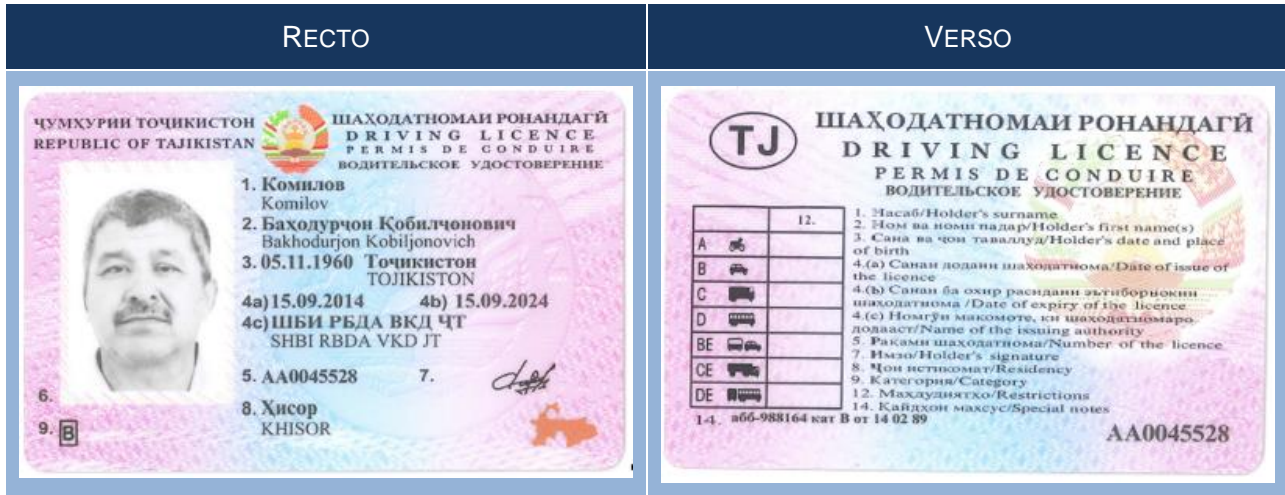 RECTO
VERSO
ҶУМҲУРИИ ТОҶИКИСТОН
REPUBLIC OF TAJIKISTAN
ШАҲОДАТНОМАИ РОНАНДАГӢ
DRIVING LICENCE
PERMIS DE CONDUIRE
ВОДИТЕЛЬСКОЕ УДОСТОВЕРЕНИЕ
1. Комилов
Komilov
2. Баҳодурҷон Қобилҷонович
Bakhodurjon Kobiljonovich
3. 05.11.1960 Тоҷикистон
TOJIKISTON
4a) 15.09.2014 4b) 15.09.2024
4c) ШБИ РБДА ВКД ҶТ
SHBI RBDA VKD JT
5. AA0045528 7.
6.
8. Ҳисор
KHISOR
9. B
TJ
ШАҲОДАТНОМАИ РОНАНДАГӢ
DRIVING LICENCE
PERMIS DE CONDUIRE
ВОДИТЕЛЬСКОЕ УДОСТОВЕРЕНИЕ
12.
A
B
C
D
BE
CE
DE
1. Насаб/Holder's surname
2. Ном ва номи падар/Holder's first name(s)
3. Сана ва ҷои таваллуд/Holder's date and place
of birth
4.(a) Санаи додани шаҳодатнома/Date of issue of
the licence
4.(b) Санаи ба охир расидани эътиборнокии
шаҳодатнома /Date of expiry of the licence
4.(c) Номгӯи мақомоте, ки шаҳодатномаро
додааст/Name of the issuing authority
5. Рақами шаҳодатнома/Number of the licence
7. Имзо/Holder's signature
8. Ҷои истиқомат/Residency
9. Категория/Category
12. Маҳдудиятҳо/Restrictions
14. Қайдҳои махсус/Special notes
14. абб-988164 кат В от 14 02 89
AA0045528